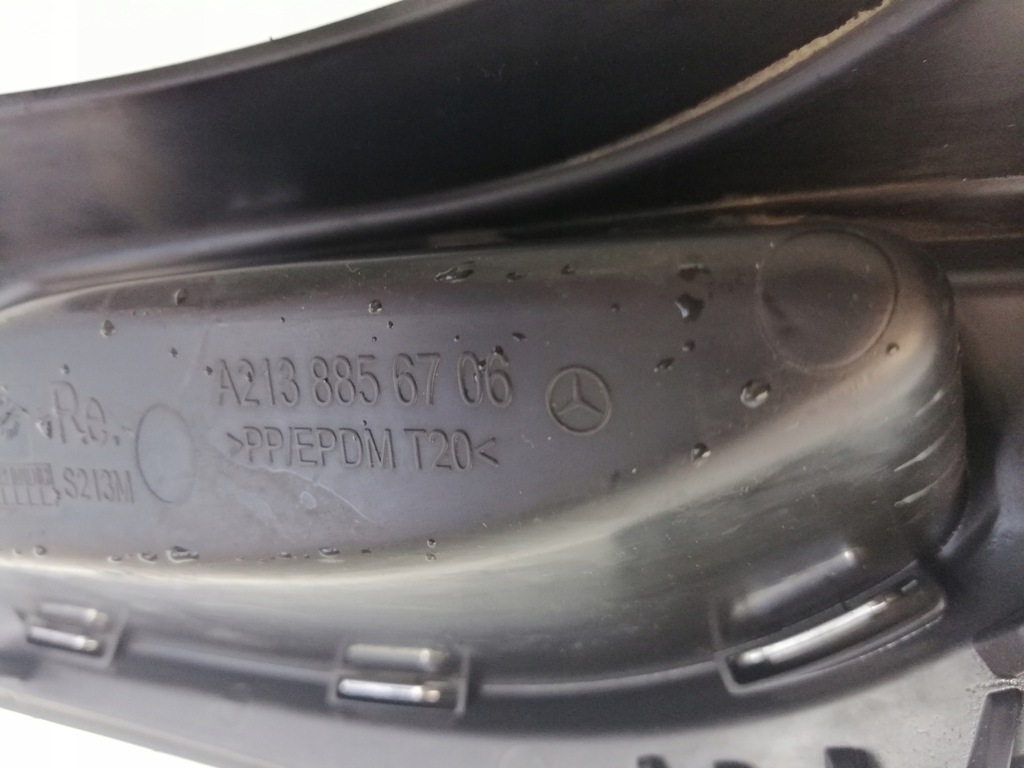 A213 885 67 06
>PP/EPDM T20<
Re.
S213M